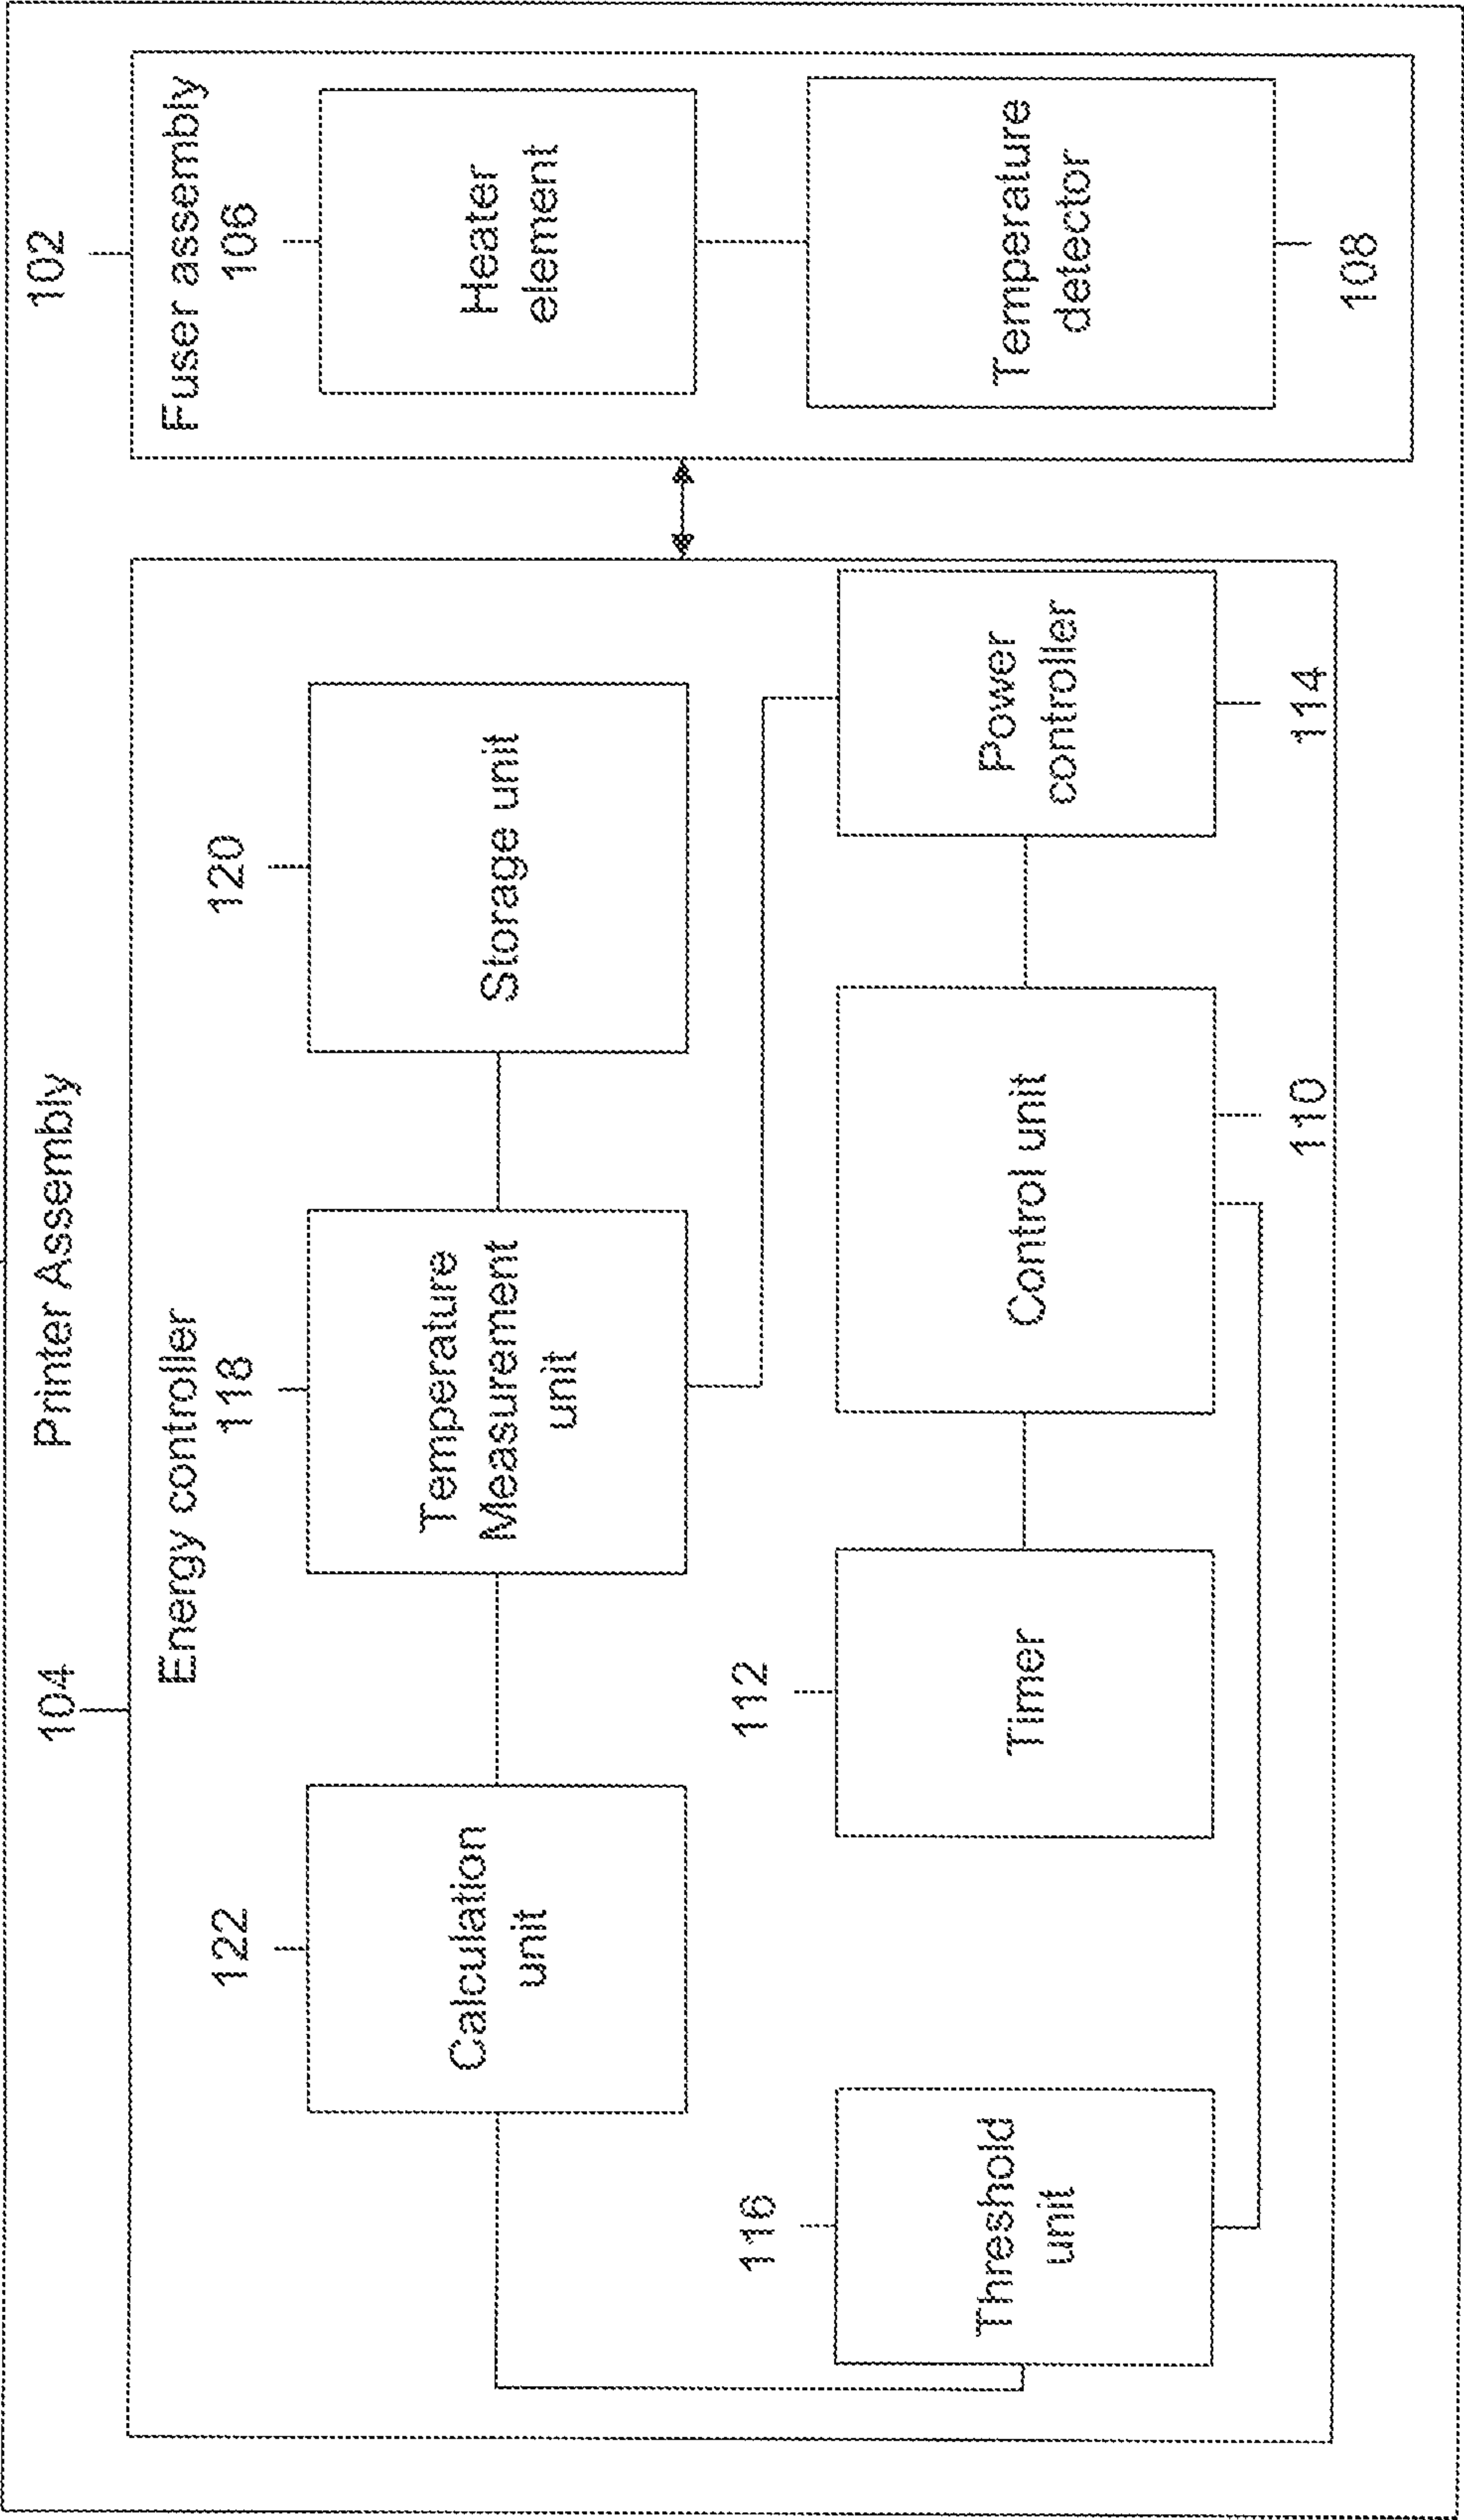 Printer Assembly
104
102
Energy controller
Fuser assembly
122
118
120
106
Calculation
unit
Temperature
Measurement
unit
Storage unit
Heater
element
116
112
Threshold
unit
Timer
Control unit
Power
controller
Temperature
detector
110
114
108